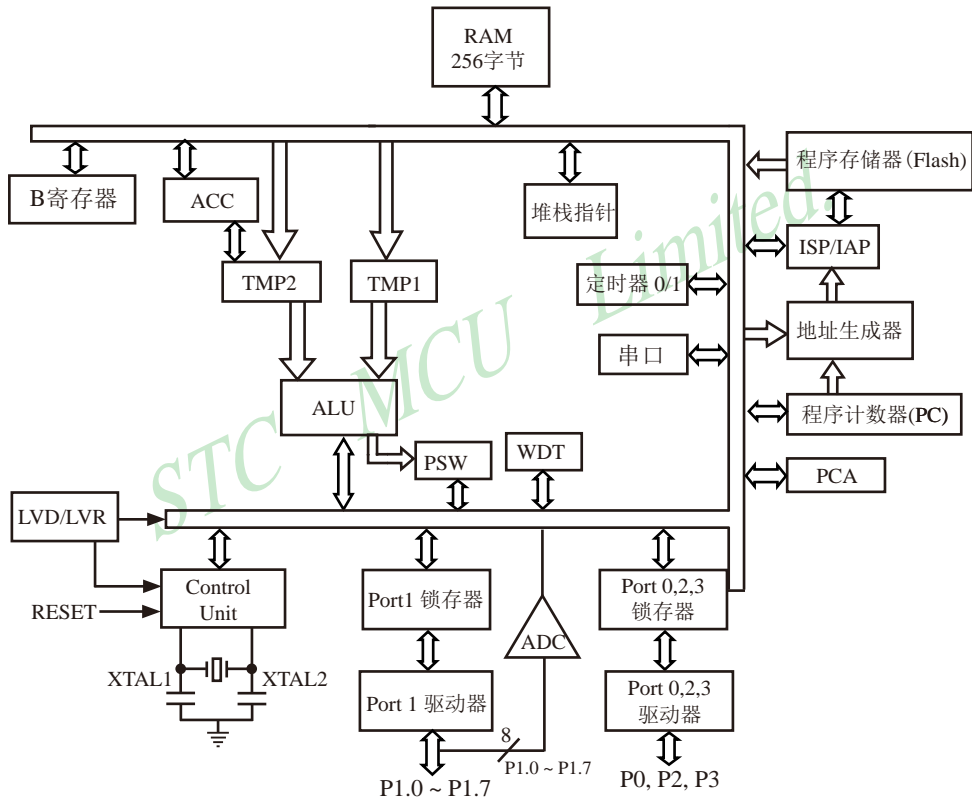 RAM
256字节
程序存储器(Flash)
B寄存器
ACC
堆栈指针
ISP/IAP
TMP2
TMP1
定时器 0/1
地址生成器
串口
ALU
程序计数器(PC)
PSW
WDT
PCA
LVD/LVR
Control
Unit
RESET
Port1 锁存器
ADC
Port 0,2,3
锁存器
XTAL1
XTAL2
Port 1 驱动器
Port 0,2,3
驱动器
8
P1.0 ~ P1.7
P1.0 ~ P1.7
P0, P2, P3
STC MCU Limited.